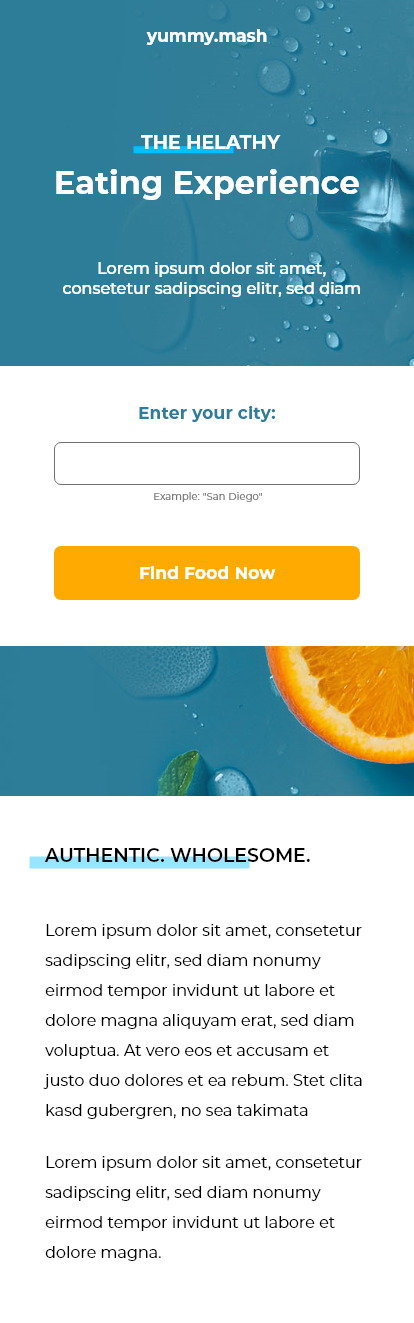 yummy.mash
THE HELATHY
Eating Experience
Lorem ipsum dolor sit amet,
consetetur sadipscing elitr, sed diam
Enter your city:
Example: "San Diego"
Find Food Now
AUTHENTIC. WHOLESOME.
Lorem ipsum dolor sit amet, consetetur
sadipscing elitr, sed diam nonumy
eirmod tempor invidunt ut labore et
dolore magna aliquyam erat, sed diam
voluptua. At vero eos et accusam et
justo duo dolores et ea rebum. Stet clita
kasd gubergren, no sea takimata
Lorem ipsum dolor sit amet, consetetur
sadipscing elitr, sed diam nonumy
eirmod tempor invidunt ut labore et
dolore magna.